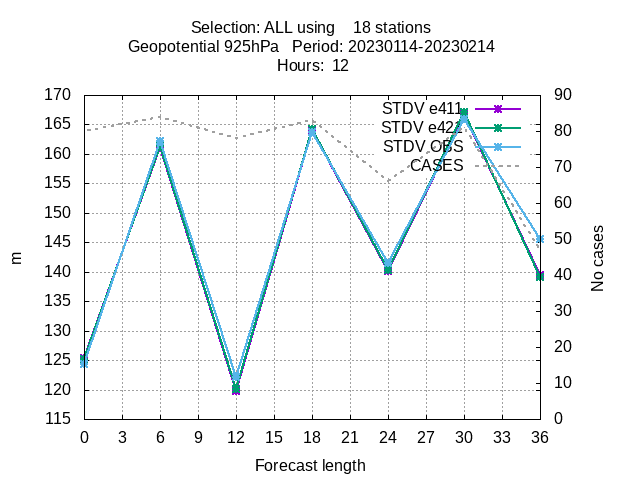 Selection: ALL using    18 stations
Geopotential 925hPa   Period: 20230114-20230214
Hours:  12
170
165
160
155
150
145
140
135
130
125
120
115
m
90
80
70
60
50
40
30
20
10
0
No cases
STDV e411
STDV e421
STDV OBS
CASES
0 3 6 9 12 15 18 21 24 27 30 33 36
Forecast length